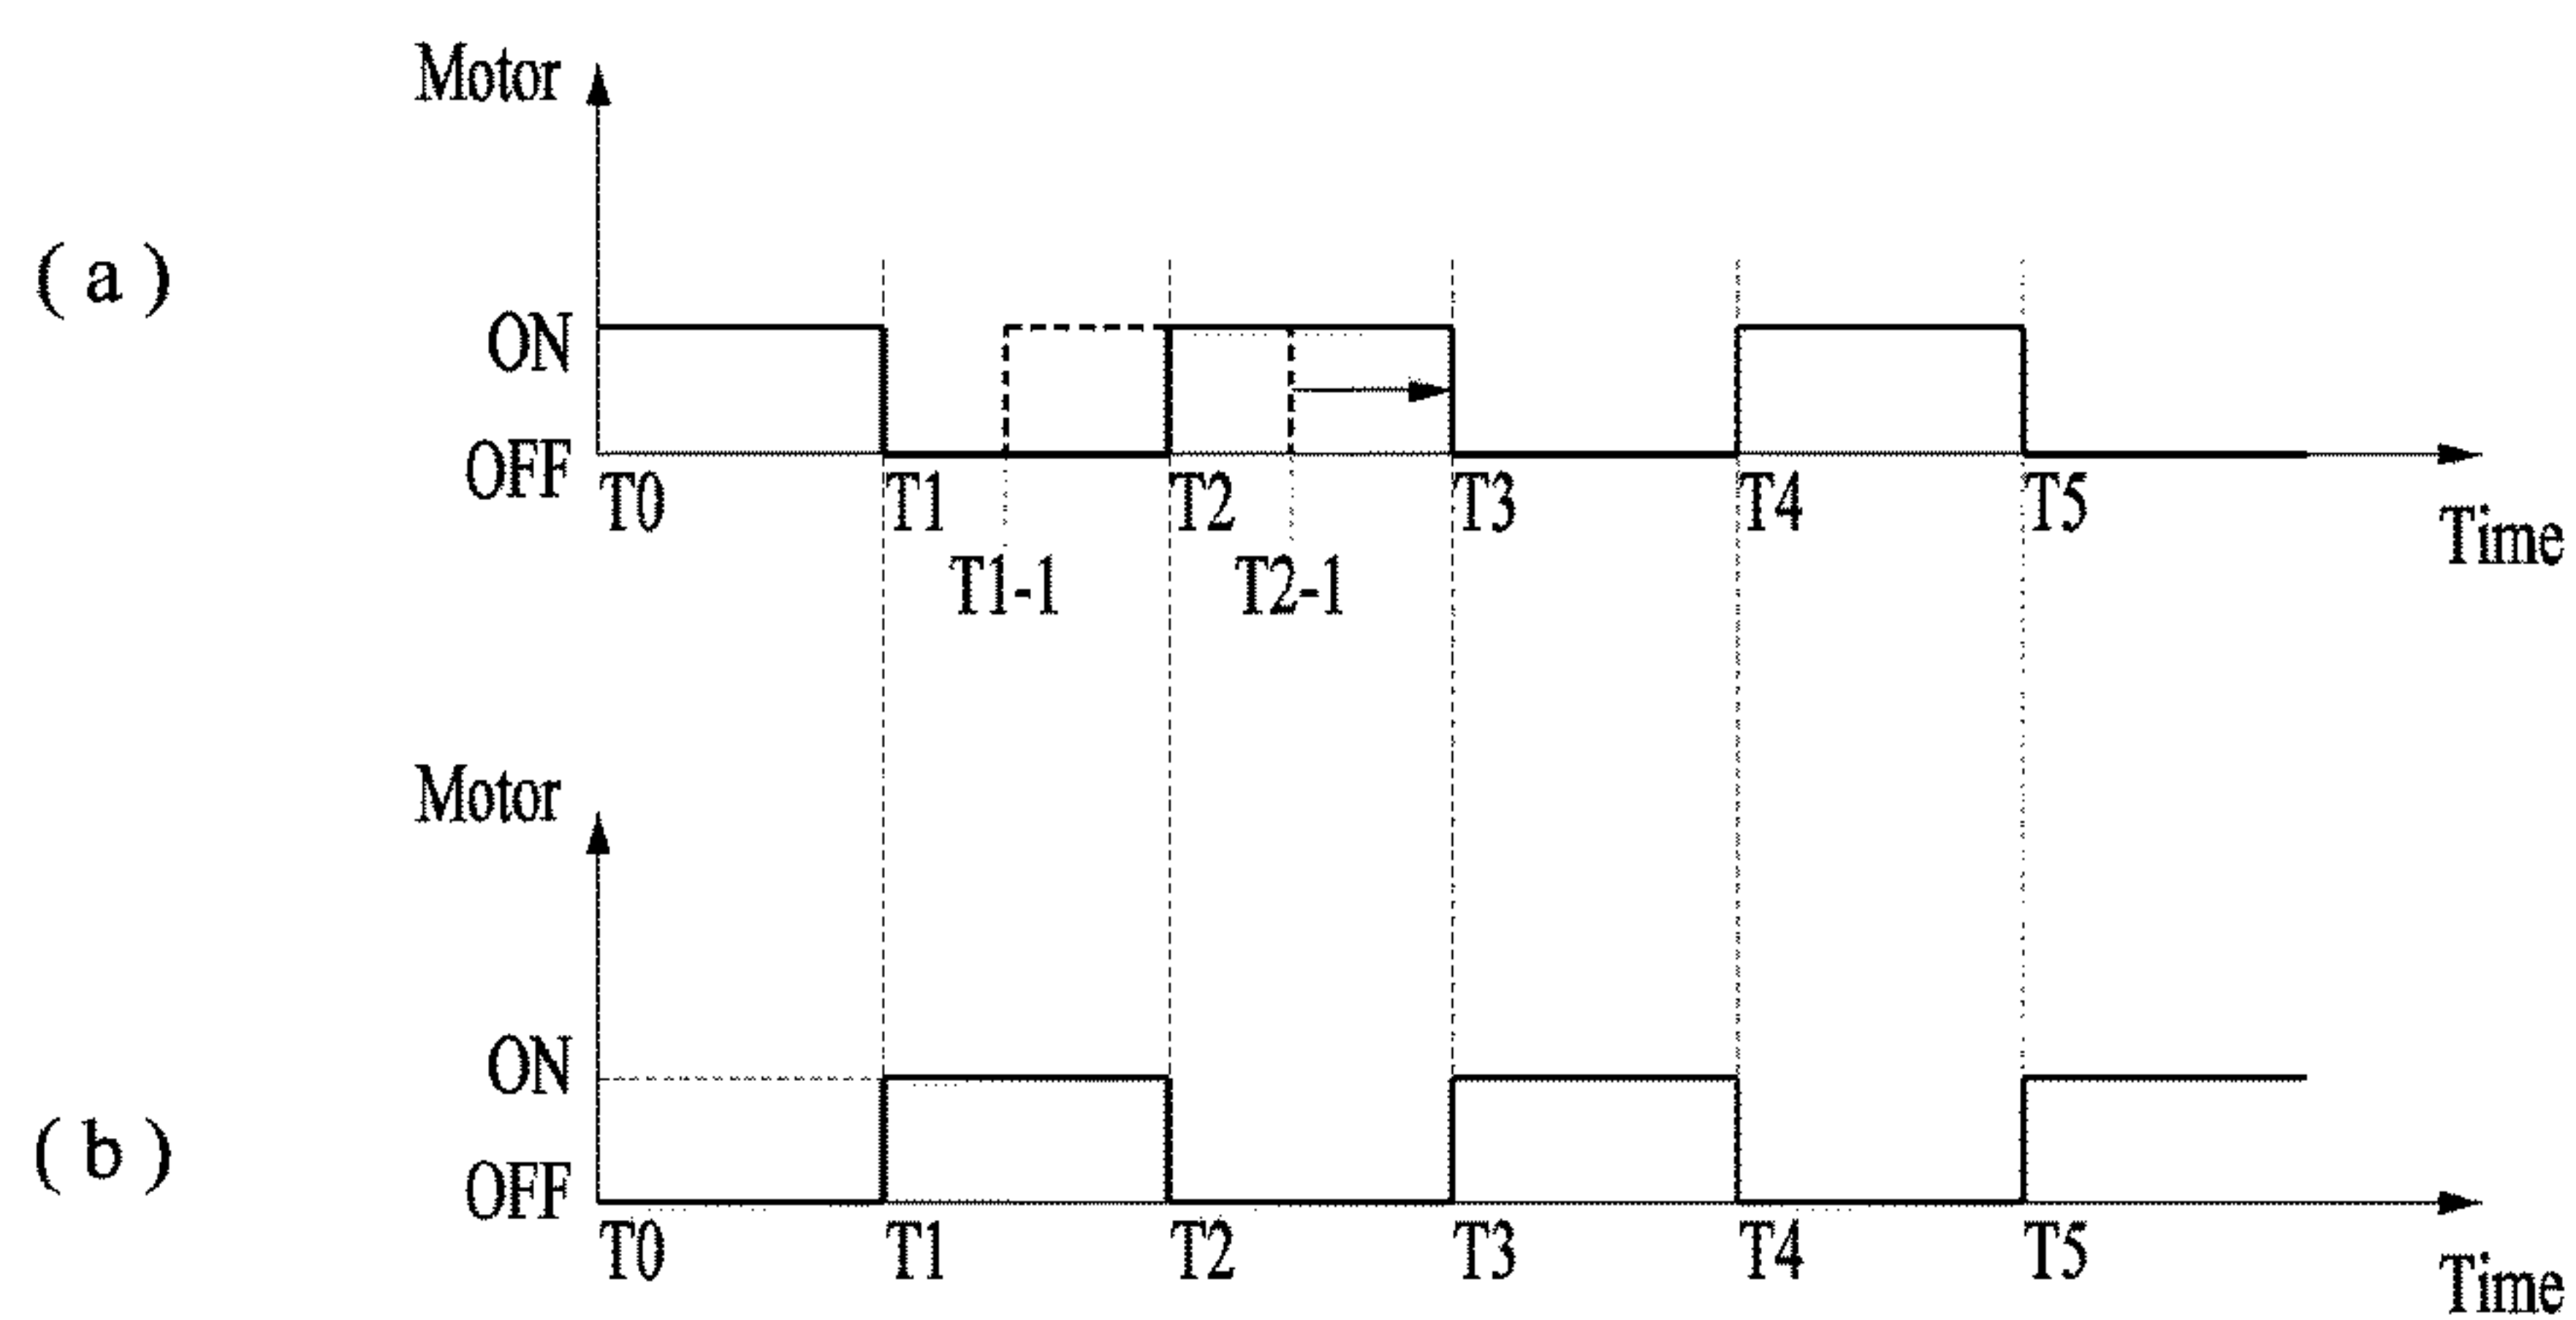 Motor
( a )
ON
OFF
T0 T1 T2 T3 T4 T5
Time
T1-1 T2-1
Motor
ON
( b )
OFF
T0 T1 T2 T3 T4 T5
Time